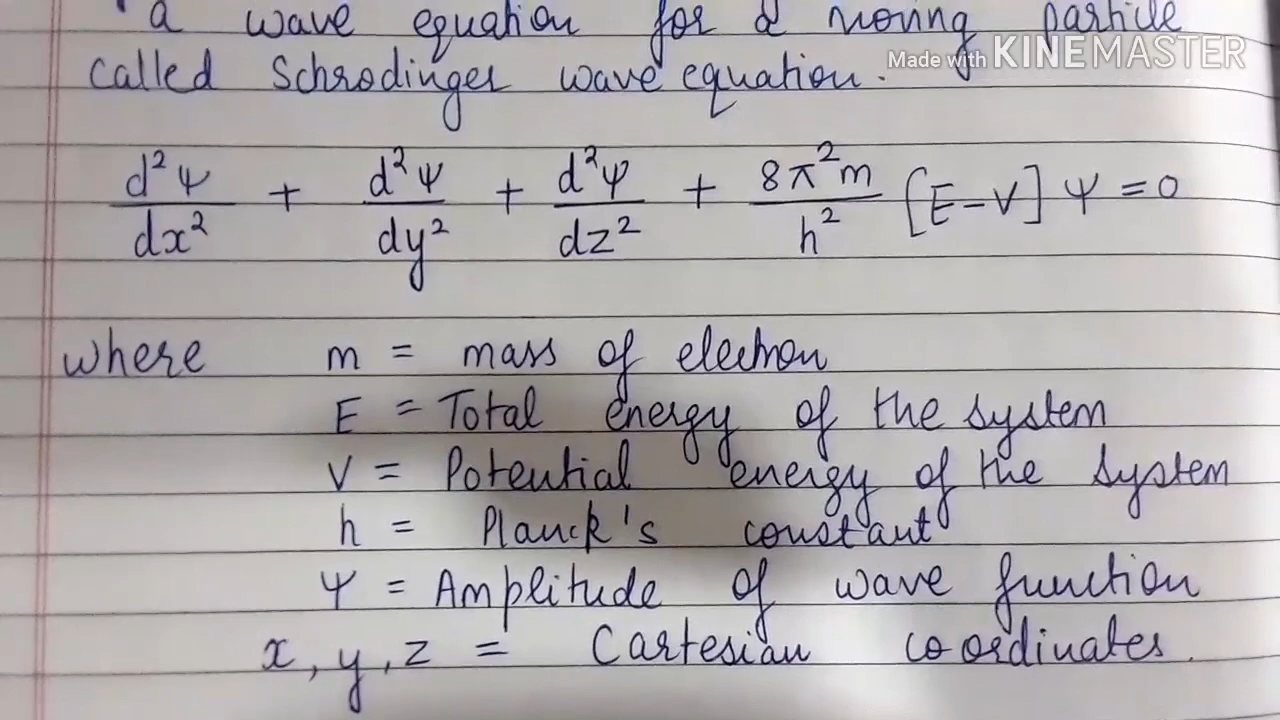 a wave equation for a moving particle
Made with KINEMASTER
called Schrodinger wave equation.
d²ψ/dx² + d²ψ/dy² + d²ψ/dz² + 8π²m/h² [E-V] ψ = 0
where m = mass of electron
E = Total energy of the system
V = Potential energy of the system
h = Planck's constant
ψ = Amplitude of wave function
x, y, z = Cartesian coordinates.